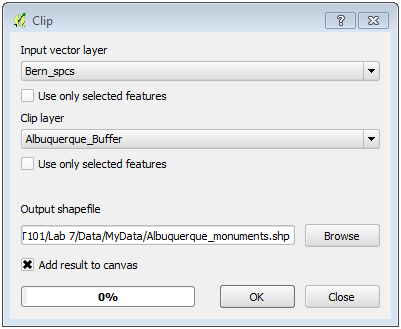 Clip
Input vector layer
Bern_spcs
Use only selected features
Clip layer
Albuquerque_Buffer
Use only selected features
Output shapefile
T101/Lab 7/Data/MyData/Albuquerque_monuments.shp Browse
Add result to canvas
0% OK Close